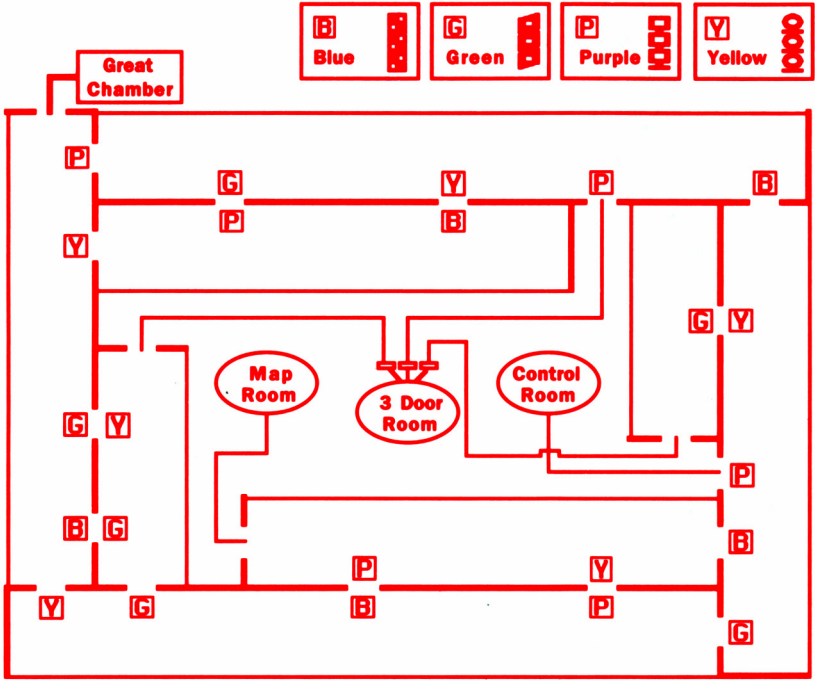 B
Blue
G
Green
P
Purple
Y
Yellow
Great
Chamber
P
G
Y
P
B
P
B
Y
G Y
Map
Room
Control
Room
3 Door
Room
G Y
P
B G
B
P
Y
Y
G
B
P
G